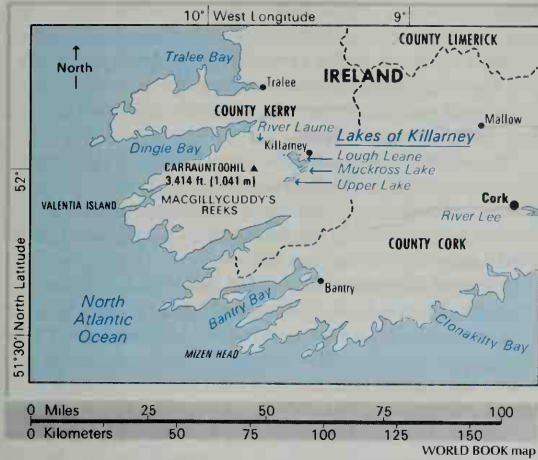 10° West Longitude 9°
COUNTY LIMERICK
Tralee Bay
North
IRELAND
Tralee
COUNTY KERRY
Mallow
River Laune
Lakes of Killarney
Dingle Bay
Killarney
Lough Leane
CARRAUNTOOHIL
3,414 ft. (1,041 m)
Muckross Lake
Upper Lake
52°
VALENTIA ISLAND
MACGILLYCUDDY'S
REEKS
Cork
River Lee
COUNTY CORK
North
Atlantic
Ocean
Bantry Bay
Bantry
Clonakilty Bay
MIZEN HEAD
51°30' North Latitude
0 Miles 25 50 75 100
0 Kilometers 50 75 100 125 150
WORLD BOOK map